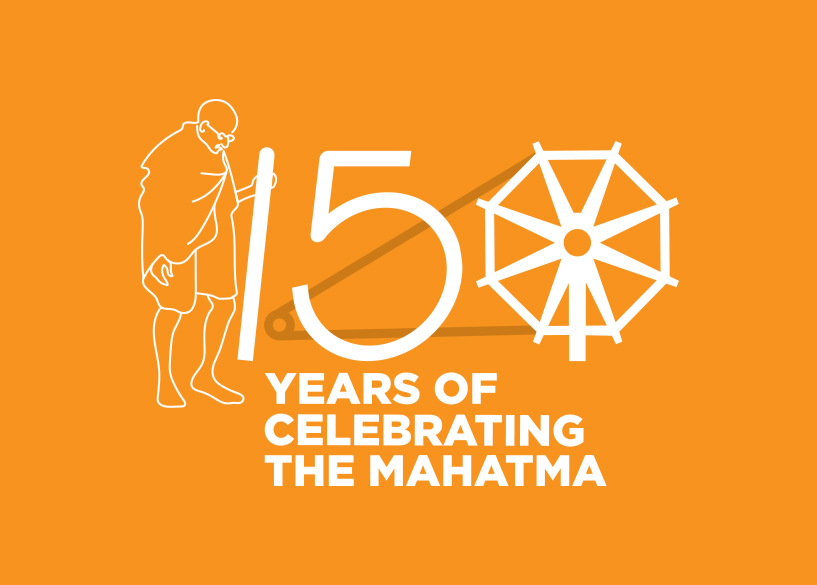 150
YEARS OF
CELEBRATING
THE MAHATMA